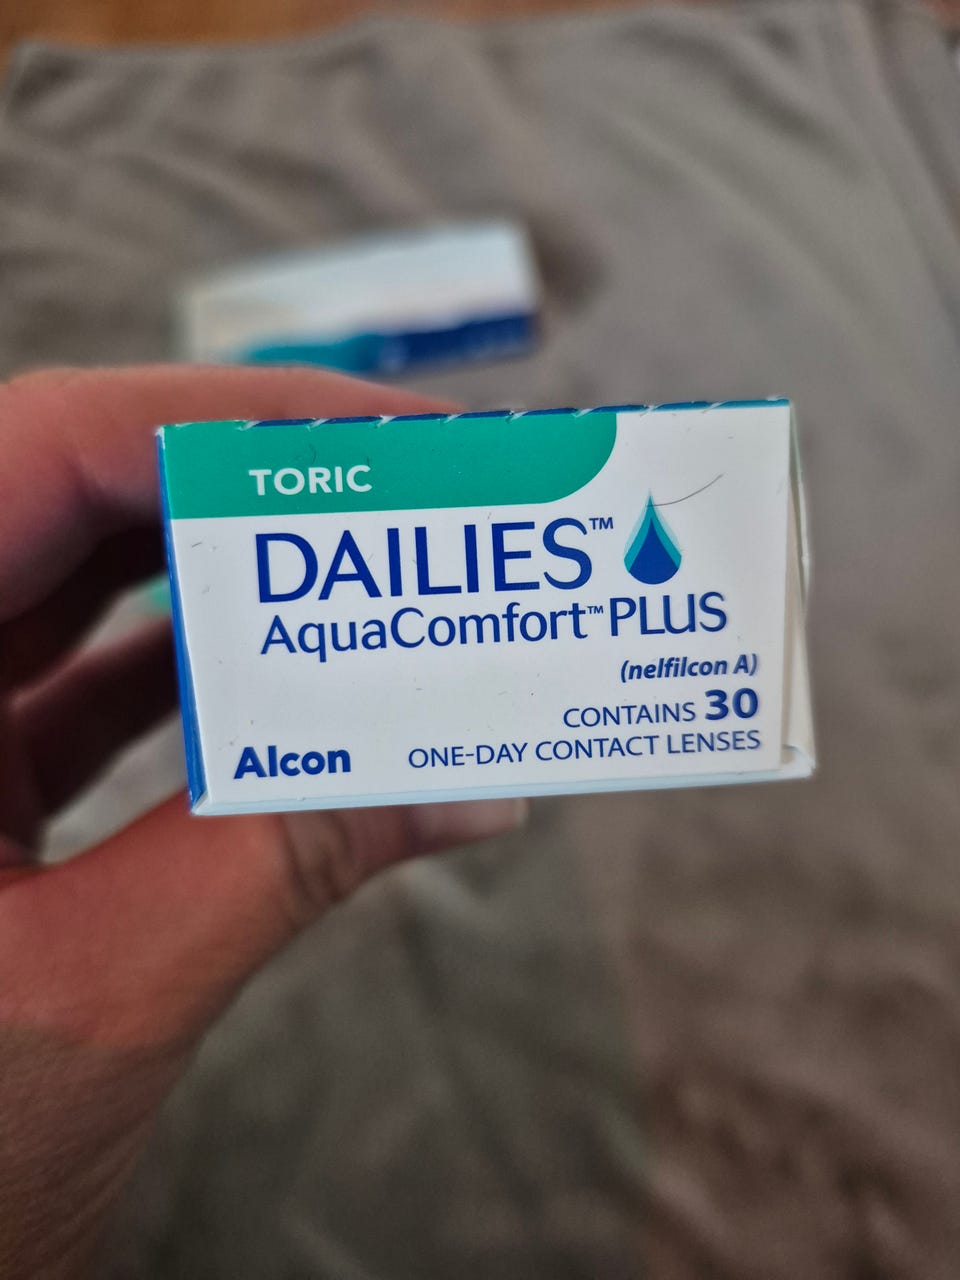 TORIC
DAILIES™
AquaComfort™ PLUS
(nelfilcon A)
CONTAINS 30
ONE-DAY CONTACT LENSES
Alcon